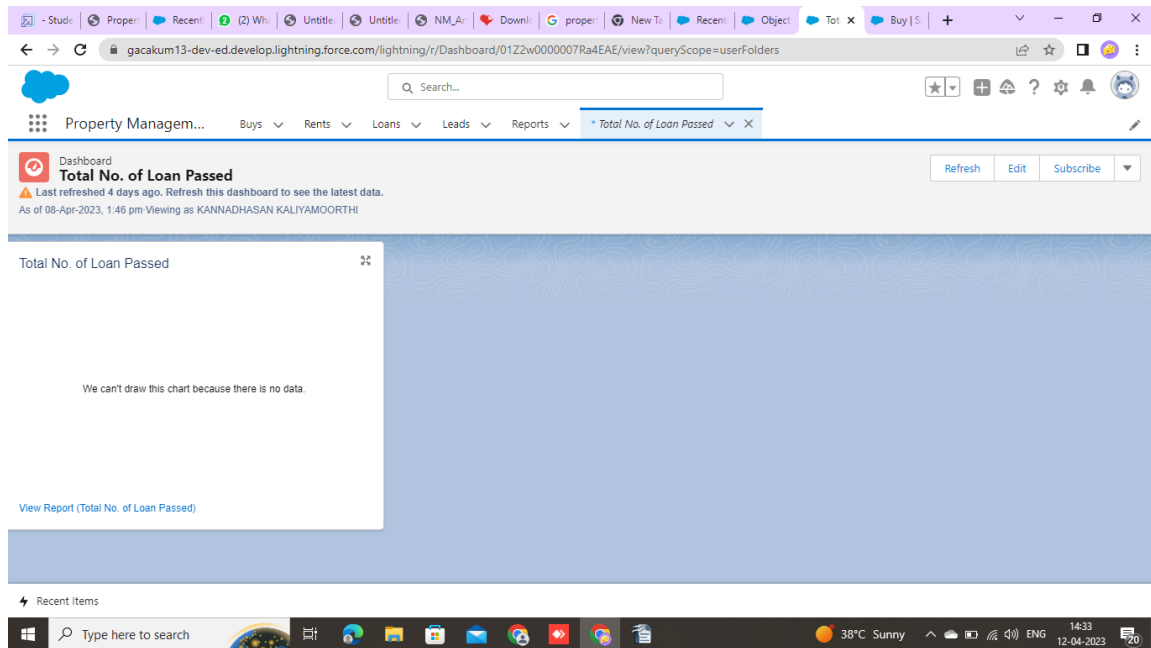 - Stude Proper Recent (2) Wha Untitle Untitle NM_Ar Downlo G proper New Ta Recent Object Tot Buy | S
gacakum13-dev-ed.develop.lightning.force.com/lightning/r/Dashboard/01Z2w0000007Ra4EAE/view?queryScope=userFolders
Search...
Property Managem... Buys Rents Loans Leads Reports * Total No. of Loan Passed
Dashboard
Total No. of Loan Passed
Refresh Edit Subscribe
Last refreshed 4 days ago. Refresh this dashboard to see the latest data.
As of 08-Apr-2023, 1:46 pm·Viewing as KANNADHASAN KALIYAMOORTHI
Total No. of Loan Passed
We can't draw this chart because there is no data.
View Report (Total No. of Loan Passed)
Recent Items
Type here to search
38°C Sunny
ENG
14:33
12-04-2023
20